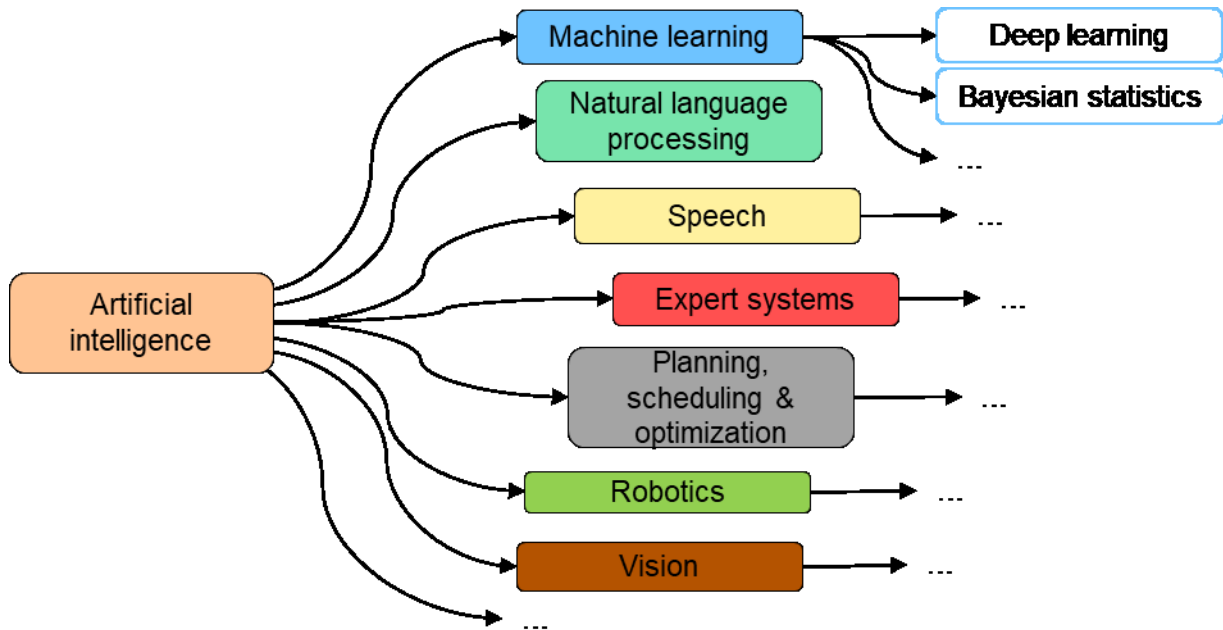 Machine learning
Deep learning
Bayesian statistics
...
Natural language
processing
Speech
...
Artificial
intelligence
Expert systems
...
Planning,
scheduling &
optimization
...
Robotics
...
Vision
...
...